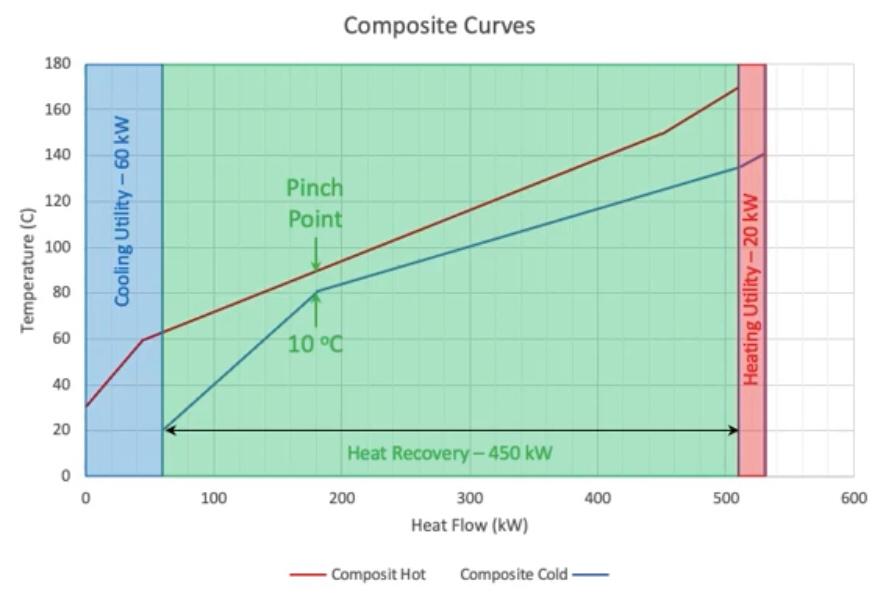 Composite Curves
180
160
140
120
100
80
60
40
20
0
Temperature (C)
Cooling Utility – 60 kW
Pinch
Point
10 ºC
Heat Recovery – 450 kW
Heating Utility – 20 kW
0 100 200 300 400 500 600
Heat Flow (kW)
Composit Hot Composite Cold